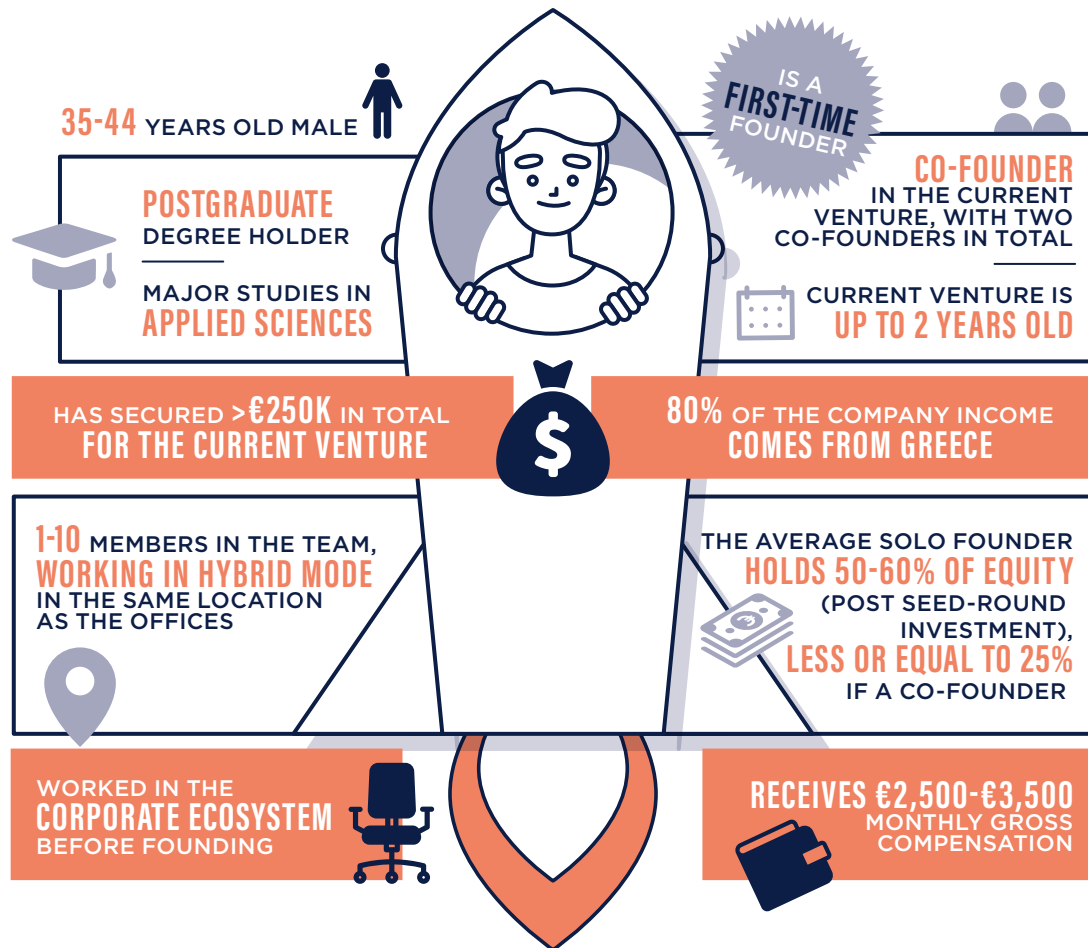 35-44 YEARS OLD MALE
POSTGRADUATE
DEGREE HOLDER
MAJOR STUDIES IN
APPLIED SCIENCES
IS A
FIRST-TIME
FOUNDER
CO-FOUNDER
IN THE CURRENT
VENTURE, WITH TWO
CO-FOUNDERS IN TOTAL
CURRENT VENTURE IS
UP TO 2 YEARS OLD
HAS SECURED >€250K IN TOTAL
FOR THE CURRENT VENTURE
$
80% OF THE COMPANY INCOME
COMES FROM GREECE
1-10 MEMBERS IN THE TEAM,
WORKING IN HYBRID MODE
IN THE SAME LOCATION
AS THE OFFICES
THE AVERAGE SOLO FOUNDER
HOLDS 50-60% OF EQUITY
(POST SEED-ROUND
INVESTMENT),
LESS OR EQUAL TO 25%
IF A CO-FOUNDER
€
WORKED IN THE
CORPORATE ECOSYSTEM
BEFORE FOUNDING
RECEIVES €2,500-€3,500
MONTHLY GROSS
COMPENSATION